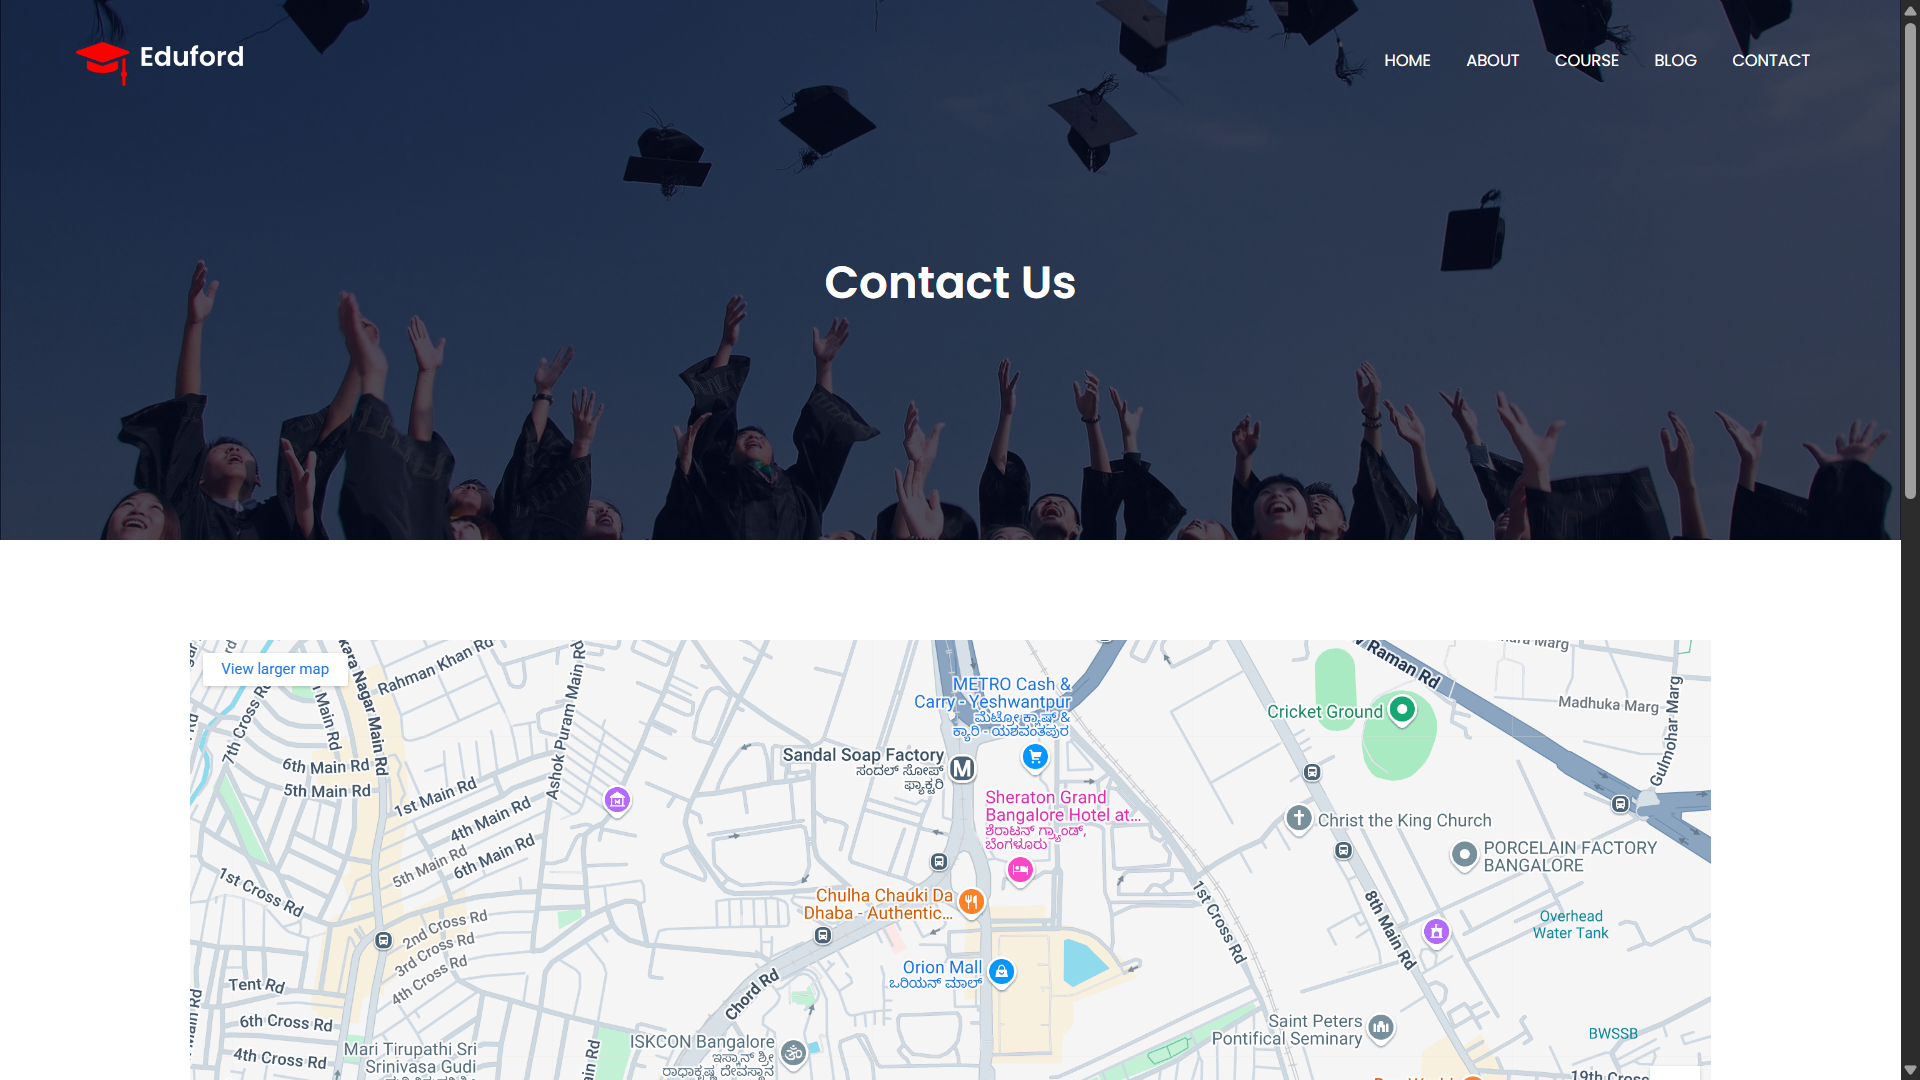 Eduford
HOME
ABOUT
COURSE
BLOG
CONTACT
Contact Us
View larger map
7th Cross Rd
Rahman Khan Rd
kara Nagar Main Rd
Main Rd
6th Main Rd
5th Main Rd
1st Main Rd
4th Main Rd
5th Main Rd
6th Main Rd
Ashok Puram Main Rd
1st Cross Rd
2nd Cross Rd
3rd Cross Rd
4th Cross Rd
Tent Rd
6th Cross Rd
4th Cross Rd
Mari Tirupathi Sri
Srinivasa Gudi
METRO Cash &
Carry - Yeshwantpur
ಮೆಟ್ರೋ ಕ್ಯಾಷ್ &
ಕ್ಯಾರಿ - ಯಶವಂತಪುರ
Sandal Soap Factory
ಸಂದಲ್ ಸೋಪ್
ಫ್ಯಾಕ್ಟರಿ
M
Sheraton Grand
Bangalore Hotel at...
ಶೆರಾಟನ್ ಗ್ರ್ಯಾಂಡ್,
ಬೆಂಗಳೂರು
Chulha Chauki Da
Dhaba - Authentic...
Orion Mall
ಒರಿಯನ್ ಮಾಲ್
Chord Rd
ISKCON Bangalore
ಇಸ್ಕಾನ್ ಶ್ರೀ
ರಾಧಾಕೃಷ್ಣ ದೇವಸ್ಥಾನ
ain Rd
Raman Rd
Marg
Madhuka Marg
Gulmohar Marg
Cricket Ground
Christ the King Church
PORCELAIN FACTORY
BANGALORE
1st Cross Rd
8th Main Rd
Overhead
Water Tank
Saint Peters
Pontifical Seminary
BWSSB
19th Cross